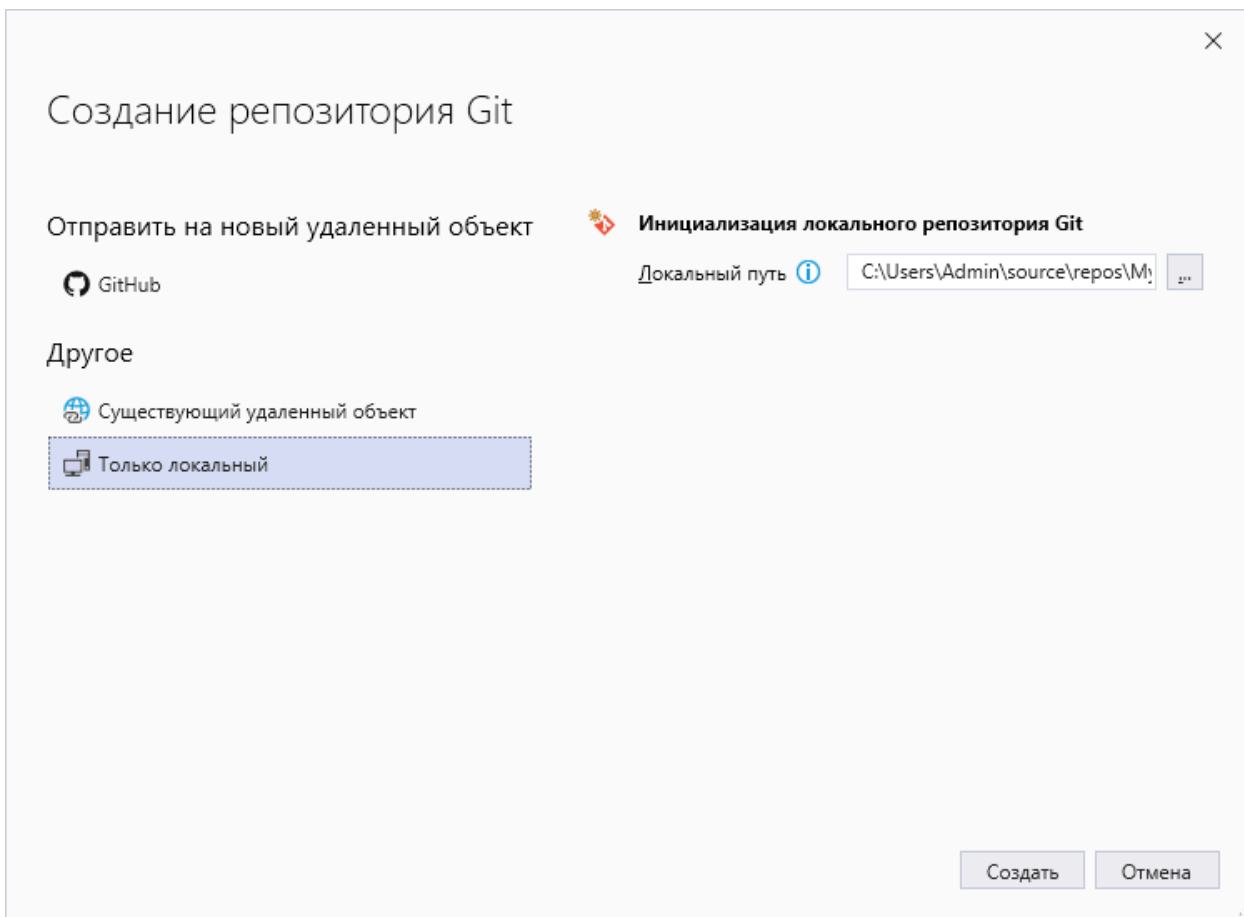 Создание репозитория Git
Отправить на новый удаленный объект
GitHub
Другое
Существующий удаленный объект
Только локальный
Инициализация локального репозитория Git
Локальный путь
C:\Users\Admin\source\repos\My
...
Создать
Отмена